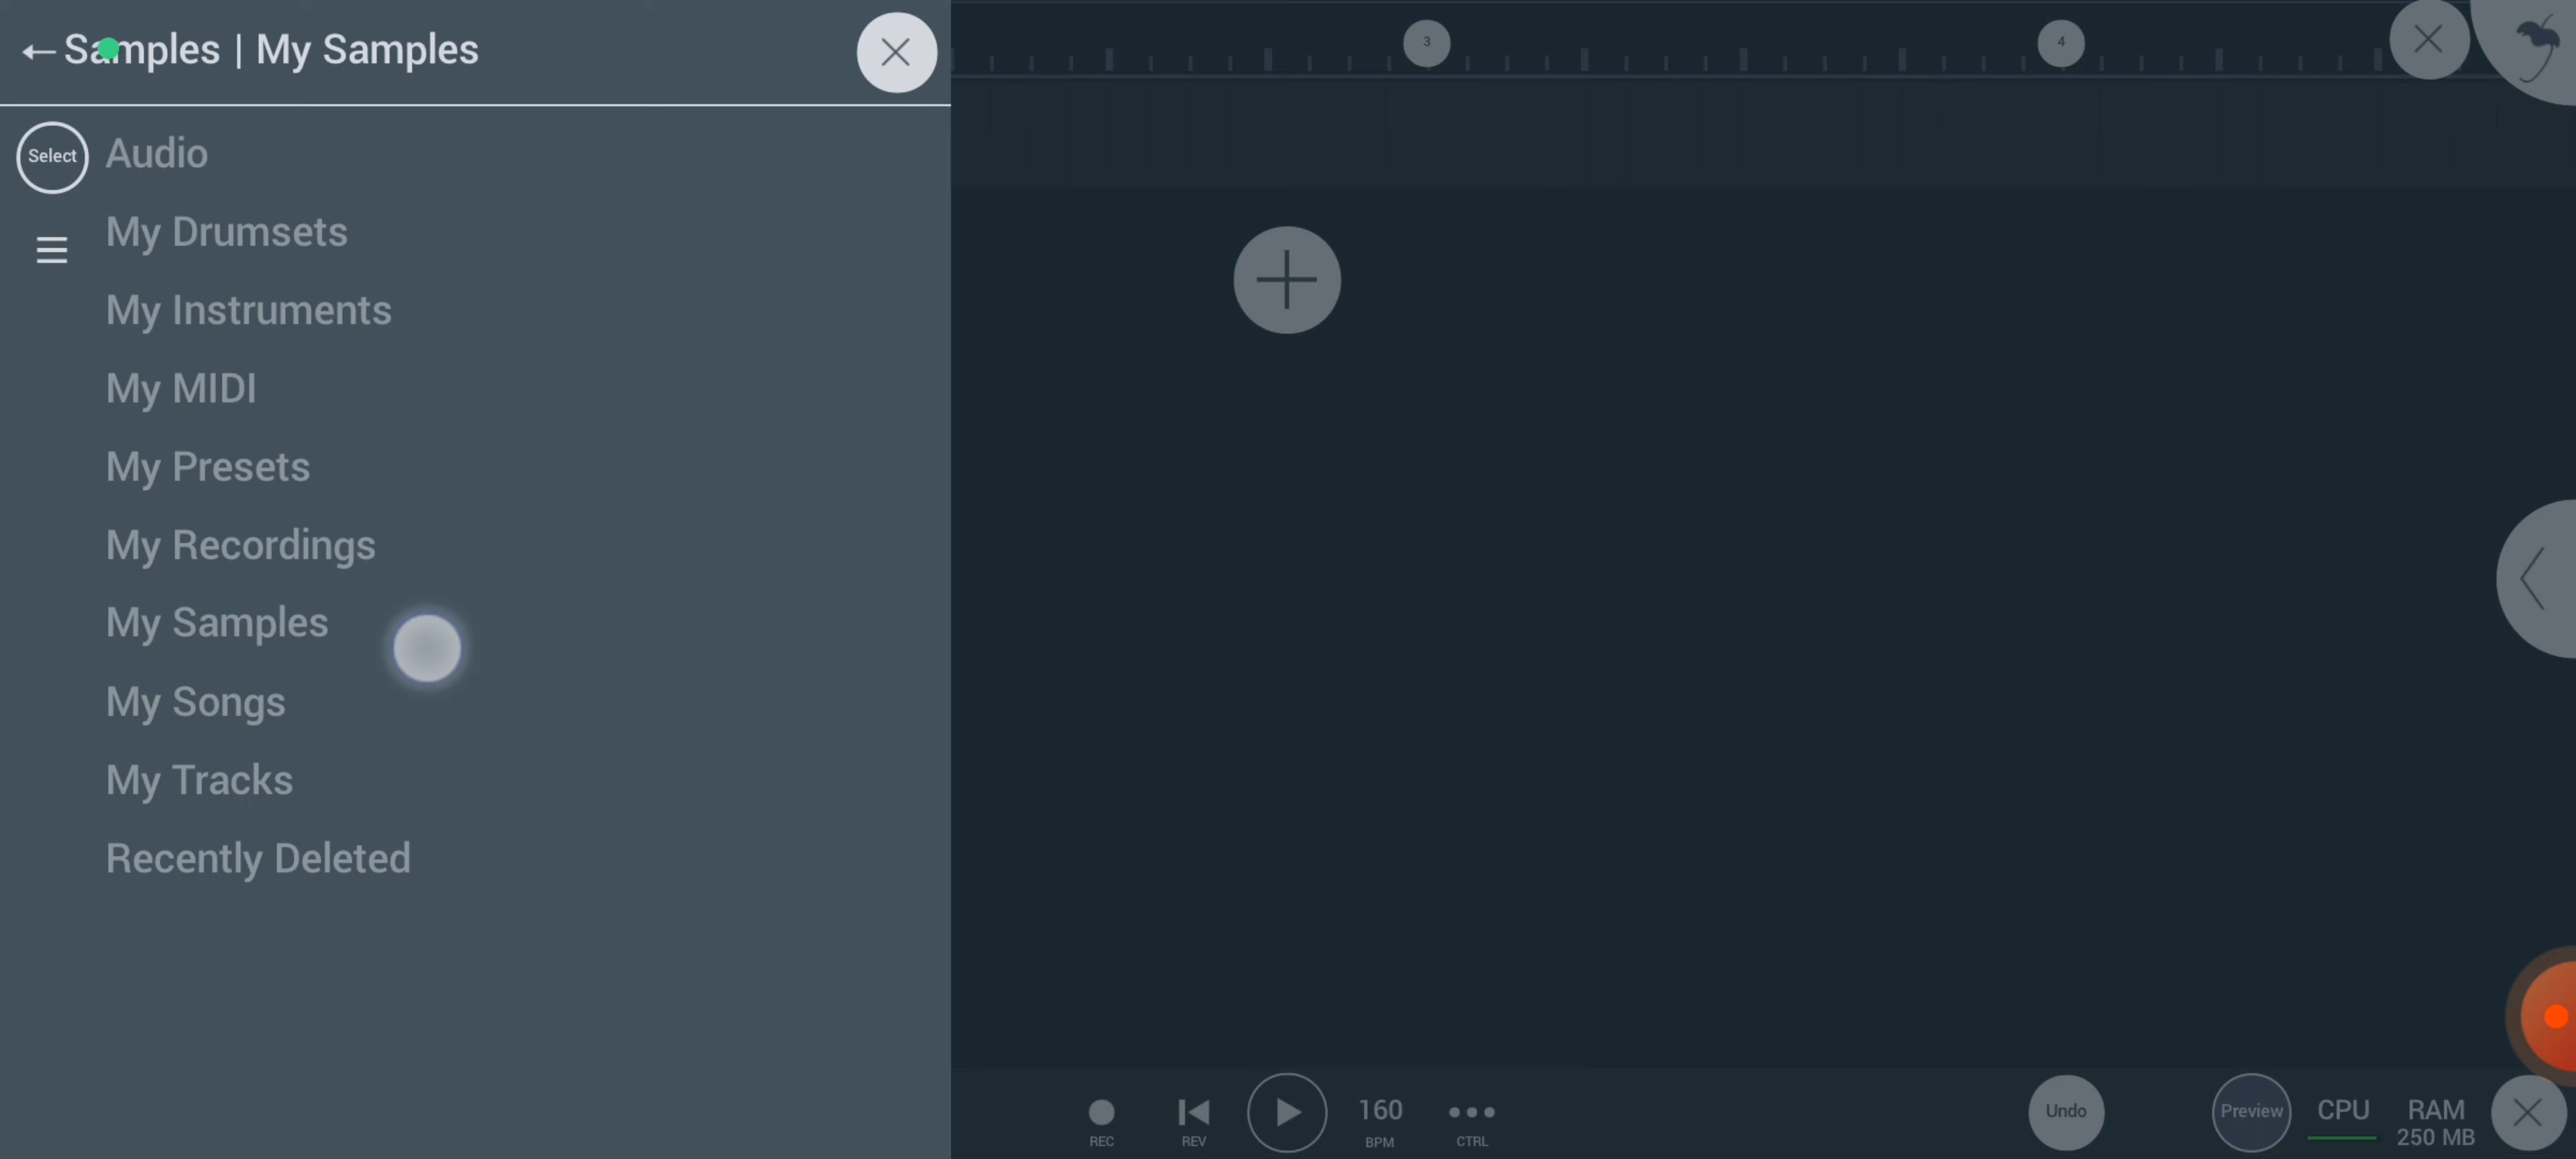 Samples | My Samples
3
4
Select
Audio
My Drumsets
My Instruments
My MIDI
My Presets
My Recordings
My Samples
My Songs
My Tracks
Recently Deleted
REC
REV
160
BPM
CTRL
Undo
Preview
CPU
RAM
250 MB